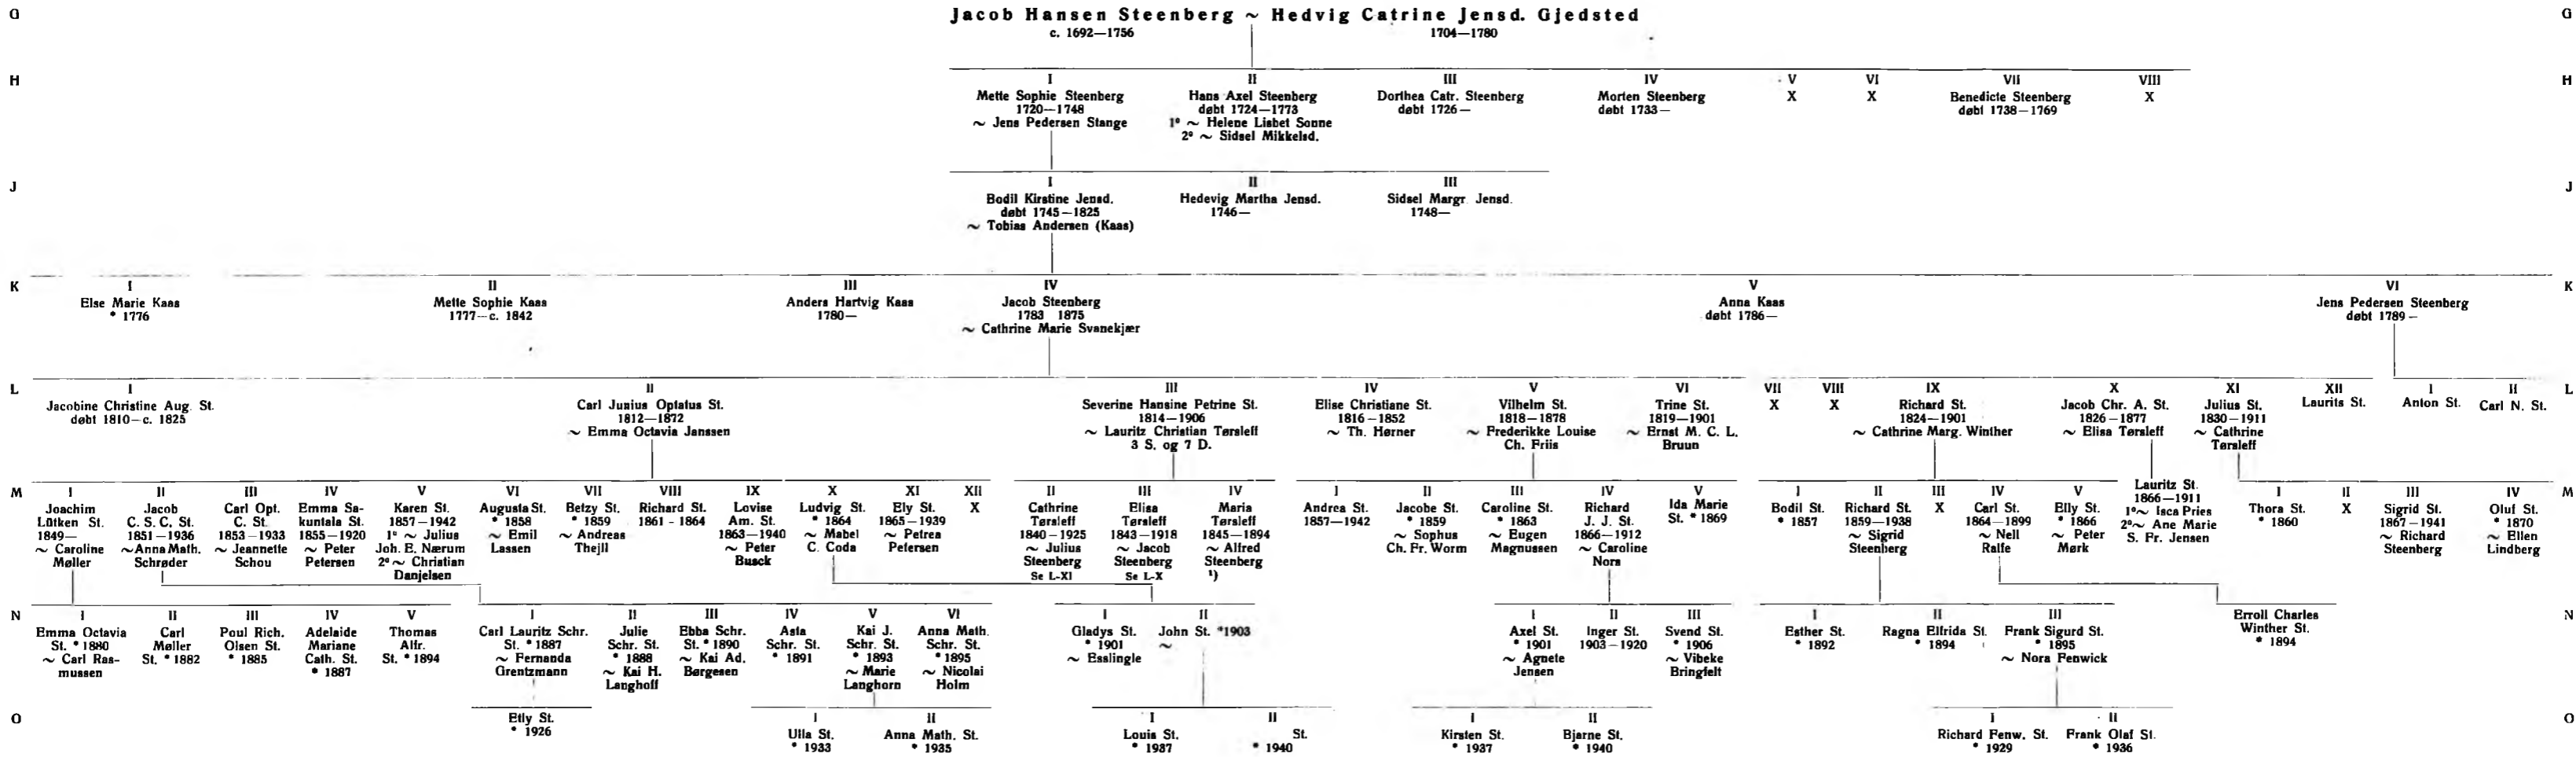 G
Jacob Hansen Steenberg ~ Hedvig Catrine Jensd. Gjedsted
G
c. 1692—1756
1704—1780
H
H
I
Mette Sophie Steenberg
1720—1748
~ Jens Pedersen Stange
II
Hans Axel Steenberg
døbt 1724—1773
1° ~ Helene Lisbet Sonne
2° ~ Sidsel Mikkelsd.
III
Dorthea Catr. Steenberg
døbt 1726—
IV
Morten Steenberg
døbt 1733—
V
X
VI
X
VII
Benedicte Steenberg
døbt 1738—1769
VIII
X
J
J
I
Bodil Kirstine Jensd.
døbt 1745—1825
~ Tobias Andersen (Kaas)
II
Hedevig Martha Jensd.
1746—
III
Sidsel Margr. Jensd.
1748—
K
K
I
Else Marie Kaas
* 1776
II
Mette Sophie Kaas
1777—c. 1842
III
Anders Hartvig Kaas
1780—
IV
Jacob Steenberg
1783 1875
~ Cathrine Marie Svanekjær
V
Anna Kaas
døbt 1786—
VI
Jens Pedersen Steenberg
døbt 1789—
L
L
I
Jacobine Christine Aug. St.
døbt 1810—c. 1825
II
Carl Junius Optatus St.
1812—1872
~ Emma Octavia Janssen
III
Severine Hansine Petrine St.
1814—1906
~ Lauritz Christian Tørsleff
3 S. og 7 D.
IV
Elise Christiane St.
1816—1852
~ Th. Hørner
V
Vilhelm St.
1818—1878
~ Frederikke Louise
Ch. Friis
VI
Trine St.
1819—1901
~ Ernst M. C. L.
Bruun
VII
X
VIII
X
IX
Richard St.
1824—1901
~ Cathrine Marg. Winther
X
Jacob Chr. A. St.
1826—1877
~ Elisa Tørsleff
XI
Julius St.
1830—1911
~ Cathrine
Tørsleff
XII
Laurits St.
I
Anton St.
II
Carl N. St.
M
M
I
Joachim
Lütken St.
1849—
~ Caroline
Møller
II
Jacob
C. S. C. St.
1851—1936
~ Anna Math.
Schrøder
III
Carl Opt.
C. St.
1853—1933
~ Jeannette
Schou
IV
Emma Sa-
kuntala St.
1855—1920
~ Peter
Petersen
V
Karen St.
1857—1942
1° ~ Julius
Joh. E. Nærum
2° ~ Christian
Danjelsen
VI
Augusta St.
* 1858
~ Emil
Lassen
VII
Betzy St.
* 1859
~ Andreas
Thejll
VIII
Richard St.
1861-1864
IX
Lovise
Am. St.
1863—1940
~ Peter
Busck
X
Ludvig St.
* 1864
~ Mabel
C. Coda
XI
Ely St.
1865—1939
~ Petrea
Petersen
XII
X
II
Cathrine
Tørsleff
1840—1925
~ Julius
Steenberg
Se L-XI
III
Elisa
Tørsleff
1843—1918
~ Jacob
Steenberg
Se L-X
IV
Maria
Tørsleff
1845—1894
~ Alfred
Steenberg
¹)
I
Andrea St.
1857—1942
II
Jacobe St.
* 1859
~ Sophus
Ch. Fr. Worm
III
Caroline St.
* 1863
~ Eugen
Magnussen
IV
Richard
J. J. St.
1866—1912
~ Caroline
Nors
V
Ida Marie
St. * 1869
I
Bodil St.
* 1857
II
Richard St.
1859—1938
~ Sigrid
Steenberg
III
X
IV
Carl St.
1864—1899
~ Nell
Ralfe
V
Elly St.
* 1866
~ Peter
Mørk
Lauritz St.
1866—1911
1° ~ Isca Pries
2° ~ Ane Marie
S. Fr. Jensen
I
Thora St.
* 1860
II
X
III
Sigrid St.
1867—1941
~ Richard
Steenberg
IV
Oluf St.
* 1870
~ Ellen
Lindberg
N
N
I
Emma Octavia
St. * 1880
~ Carl Ras-
mussen
II
Carl
Møller
St. * 1882
III
Poul Rich.
Olsen St.
* 1885
IV
Adelaide
Mariane
Cath. St.
* 1887
V
Thomas
Alfr.
St. * 1894
I
Carl Lauritz Schr.
St. * 1887
~ Fernanda
Grentzmann
II
Julie
Schr. St.
* 1888
~ Kai H.
Langhoff
III
Ebba Schr.
St. * 1890
~ Kai Ad.
Børgesen
IV
Asta
Schr. St.
* 1891
V
Kai J.
Schr. St.
* 1893
~ Marie
Langhorn
VI
Anna Math.
Schr. St.
* 1895
~ Nicolai
Holm
I
Gladys St.
* 1901
~ Esslingle
II
John St. *1903
~
I
Axel St.
* 1901
~ Agnete
Jensen
II
Inger St.
1903—1920
III
Svend St.
* 1906
~ Vibeke
Bringfelt
I
Esther St.
* 1892
II
Ragna Elfrida St.
* 1894
III
Frank Sigurd St.
* 1895
~ Nora Fenwick
Erroll Charles
Winther St.
* 1894
O
O
Etly St.
* 1926
I
Ulla St.
* 1933
II
Anna Math. St.
* 1935
I
Louis St.
* 1937
II
St.
* 1940
I
Kirsten St.
* 1937
II
Bjarne St.
* 1940
I
Richard Fenw. St.
* 1929
II
Frank Olaf St.
* 1936